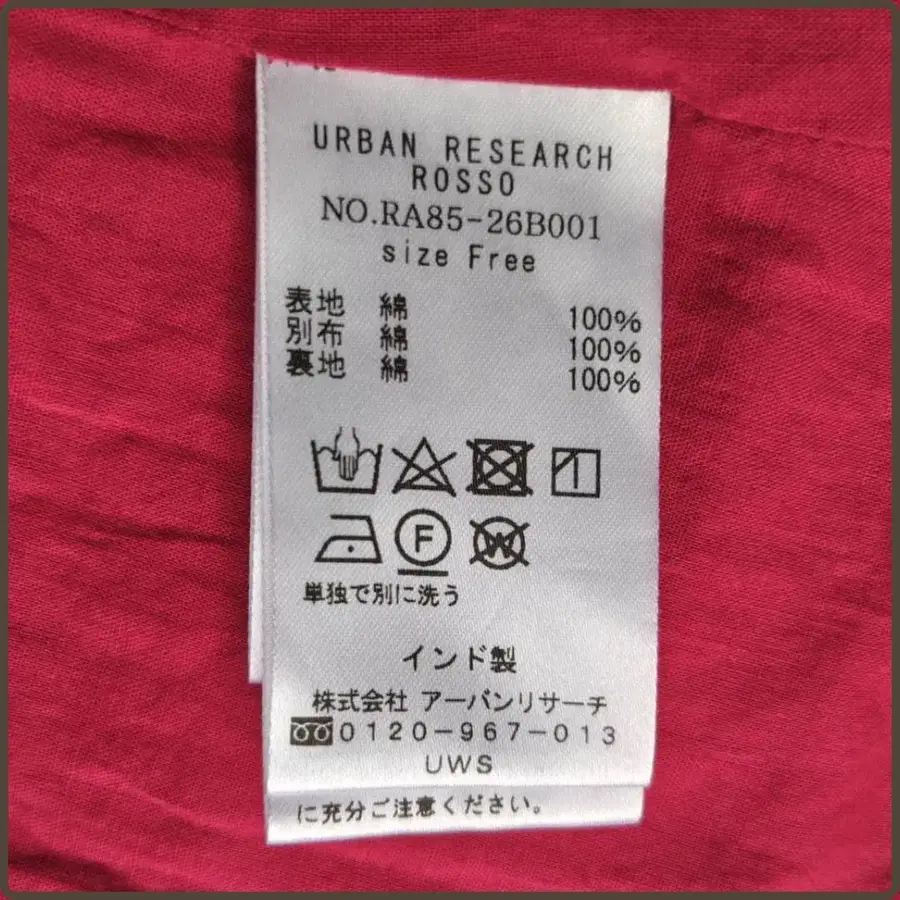 URBAN RESEARCH
ROSSO
NO.RA85-26B001
size Free
表地 綿 100%
別布 綿 100%
裏地 綿 100%
F
W
単独で別に洗う
インド製
株式会社 アーバンリサーチ
0120-967-013
UWS
に充分ご注意ください。